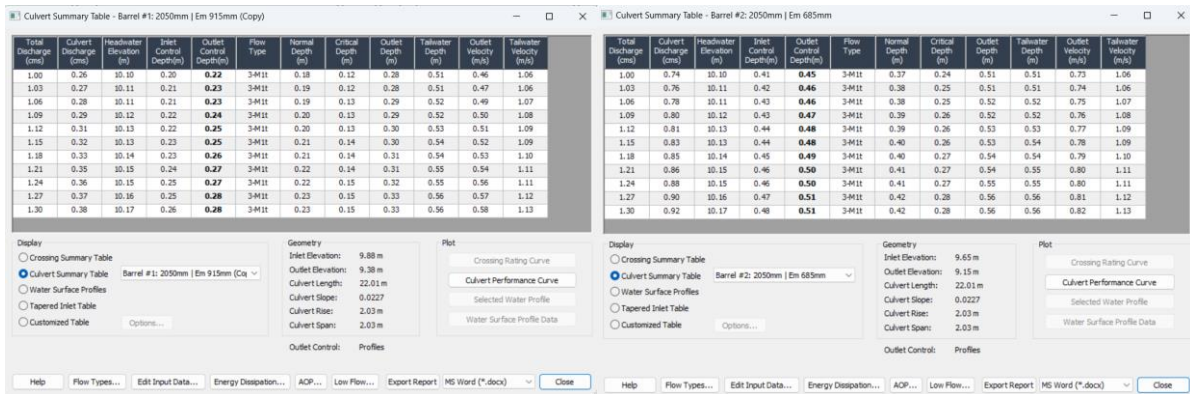 Culvert Summary Table - Barrel #1: 2050mm | Em 915mm (Copy)
Total Discharge (cms) Culvert Discharge (cms) Headwater Elevation (m) Inlet Control Depth(m) Outlet Control Depth(m) Flow Type Normal Depth (m) Critical Depth (m) Outlet Depth (m) Tailwater Depth (m) Outlet Velocity (m/s) Tailwater Velocity (m/s)
1.00 0.26 10.10 0.20 0.22 3-M1t 0.18 0.12 0.28 0.51 0.46 1.06
1.03 0.27 10.11 0.21 0.23 3-M1t 0.19 0.12 0.28 0.51 0.47 1.06
1.06 0.28 10.11 0.21 0.23 3-M1t 0.19 0.13 0.29 0.52 0.49 1.07
1.09 0.29 10.12 0.22 0.24 3-M1t 0.20 0.13 0.29 0.52 0.50 1.08
1.12 0.31 10.13 0.22 0.25 3-M1t 0.20 0.13 0.30 0.53 0.51 1.09
1.15 0.32 10.13 0.23 0.25 3-M1t 0.21 0.14 0.30 0.54 0.52 1.09
1.18 0.33 10.14 0.23 0.26 3-M1t 0.21 0.14 0.31 0.54 0.53 1.10
1.21 0.35 10.15 0.24 0.27 3-M1t 0.22 0.14 0.31 0.55 0.54 1.11
1.24 0.36 10.15 0.25 0.27 3-M1t 0.22 0.15 0.32 0.55 0.56 1.11
1.27 0.37 10.16 0.25 0.28 3-M1t 0.23 0.15 0.33 0.56 0.57 1.12
1.30 0.38 10.17 0.26 0.28 3-M1t 0.23 0.15 0.33 0.56 0.58 1.13
Display
Crossing Summary Table
Culvert Summary Table Barrel #1: 2050mm | Em 915mm (Cop
Water Surface Profiles
Tapered Inlet Table
Customized Table Options...
Geometry
Inlet Elevation: 9.88 m
Outlet Elevation: 9.38 m
Culvert Length: 22.01 m
Culvert Slope: 0.0227
Culvert Rise: 2.03 m
Culvert Span: 2.03 m
Outlet Control: Profiles
Plot
Crossing Rating Curve
Culvert Performance Curve
Selected Water Profile
Water Surface Profile Data
Help Flow Types... Edit Input Data... Energy Dissipation... AOP... Low Flow... Export Report MS Word (*.docx) Close
Culvert Summary Table - Barrel #2: 2050mm | Em 685mm
Total Discharge (cms) Culvert Discharge (cms) Headwater Elevation (m) Inlet Control Depth(m) Outlet Control Depth(m) Flow Type Normal Depth (m) Critical Depth (m) Outlet Depth (m) Tailwater Depth (m) Outlet Velocity (m/s) Tailwater Velocity (m/s)
1.00 0.74 10.10 0.41 0.45 3-M1t 0.37 0.24 0.51 0.51 0.73 1.06
1.03 0.76 10.11 0.42 0.46 3-M1t 0.38 0.25 0.51 0.51 0.74 1.06
1.06 0.78 10.11 0.43 0.46 3-M1t 0.38 0.25 0.52 0.52 0.75 1.07
1.09 0.80 10.12 0.43 0.47 3-M1t 0.39 0.26 0.52 0.52 0.76 1.08
1.12 0.81 10.13 0.44 0.48 3-M1t 0.39 0.26 0.53 0.53 0.77 1.09
1.15 0.83 10.13 0.44 0.48 3-M1t 0.40 0.26 0.53 0.54 0.78 1.09
1.18 0.85 10.14 0.45 0.49 3-M1t 0.40 0.27 0.54 0.54 0.79 1.10
1.21 0.86 10.15 0.46 0.50 3-M1t 0.41 0.27 0.54 0.55 0.80 1.11
1.24 0.88 10.15 0.46 0.50 3-M1t 0.41 0.27 0.55 0.55 0.80 1.11
1.27 0.90 10.16 0.47 0.51 3-M1t 0.42 0.28 0.56 0.56 0.81 1.12
1.30 0.92 10.17 0.48 0.51 3-M1t 0.42 0.28 0.56 0.56 0.82 1.13
Display
Crossing Summary Table
Culvert Summary Table Barrel #2: 2050mm | Em 685mm
Water Surface Profiles
Tapered Inlet Table
Customized Table Options...
Geometry
Inlet Elevation: 9.65 m
Outlet Elevation: 9.15 m
Culvert Length: 22.01 m
Culvert Slope: 0.0227
Culvert Rise: 2.03 m
Culvert Span: 2.03 m
Outlet Control: Profiles
Plot
Crossing Rating Curve
Culvert Performance Curve
Selected Water Profile
Water Surface Profile Data
Help Flow Types... Edit Input Data... Energy Dissipation... AOP... Low Flow... Export Report MS Word (*.docx) Close